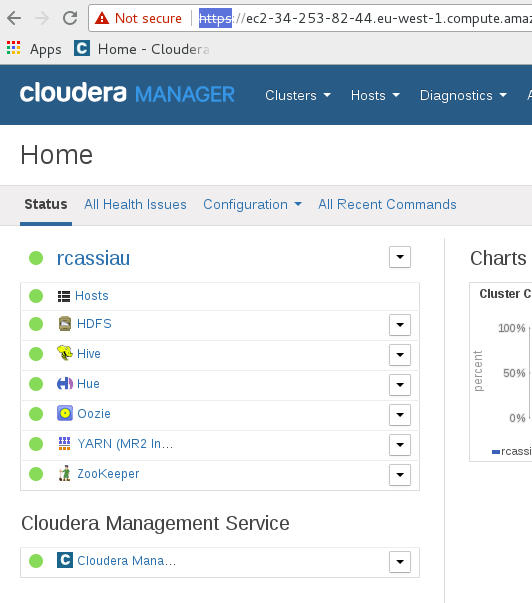 Not secure https://ec2-34-253-82-44.eu-west-1.compute.amaz
Apps Home - Cloudera
cloudera MANAGER Clusters Hosts Diagnostics A
Home
Status All Health Issues Configuration All Recent Commands
rcassiau
Hosts
HDFS
Hive
Hue
Oozie
YARN (MR2 In...
ZooKeeper
Cloudera Management Service
Cloudera Mana...
Charts
Cluster C
100%
50%
0%
percent
rcassi